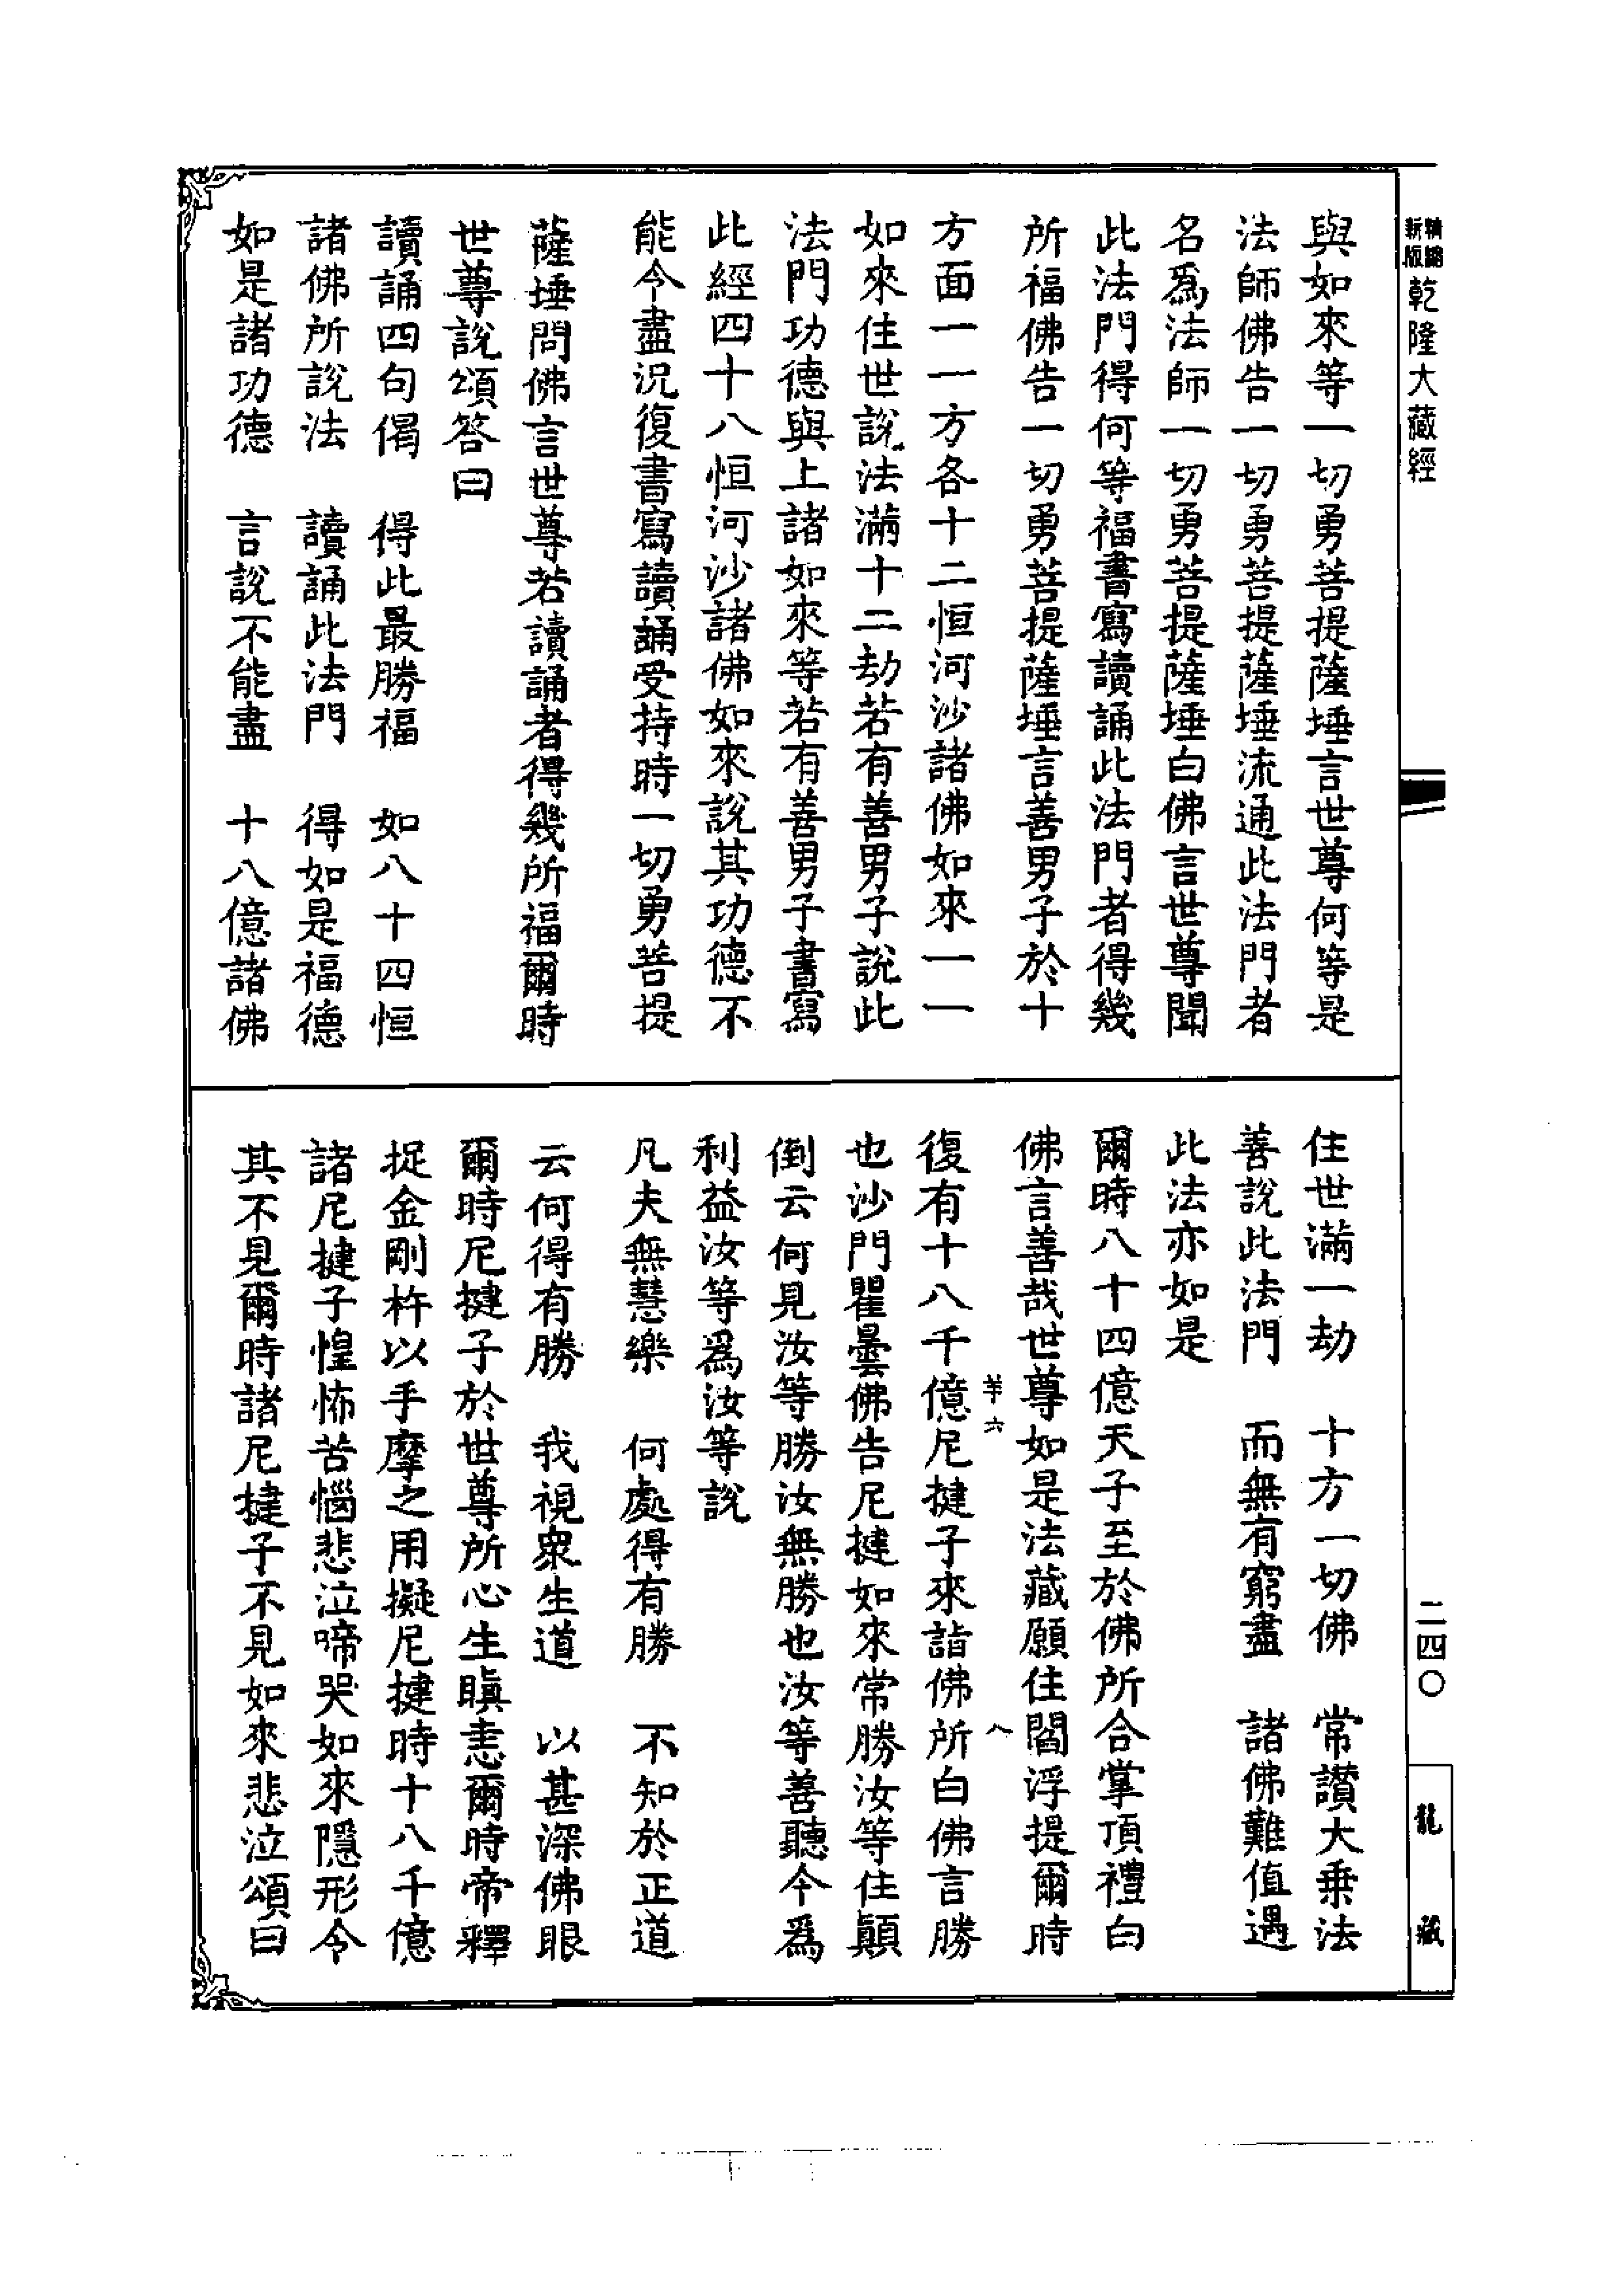 精縮新版乾隆大藏經
與如來等一切勇菩提薩埵言世尊何等是
法師佛告一切勇菩提薩埵流通此法門者
名爲法師一切勇菩提薩埵白佛言世尊聞
此法門得何等福書寫讀誦此法門者得幾
所福佛告一切勇菩提薩埵言善男子於十
方面一一方各十二恒河沙諸佛如來一一
如來住世說法滿十二劫若有善男子說此
法門功德與上諸如來等若有善男子書寫
此經四十八恒河沙諸佛如來說其功德不
能今盡況復書寫讀誦受持時一切勇菩提
薩埵問佛言世尊若讀誦者得幾所福爾時
世尊說頌答曰
讀誦四句偈　得此最勝福　如八十四恒
諸佛所說法　讀誦此法門　得如是福德
如是諸功德　言說不能盡　十八億諸佛
住世滿一劫　十方一切佛　常讚大乗法
善說此法門　而無有窮盡　諸佛難值遇
此法亦如是
爾時八十四億天子至於佛所合掌頂禮白
佛言善哉世尊如是法藏願住閻浮提爾時
羊六　八
復有十八千億尼揵子來詣佛所白佛言勝
也沙門瞿曇佛告尼揵如來常勝汝等住顛
倒云何見汝等勝汝無勝也汝等善聽今爲
利益汝等爲汝等說
凡夫無慧樂　何處得有勝　不知於正道
云何得有勝　我視衆生道　以甚深佛眼
爾時尼揵子於世尊所心生瞋恚爾時帝釋
捉金剛杵以手摩之用擬尼揵時十八千億
諸尼揵子惶怖苦惱悲泣啼哭如來隱形令
其不見爾時諸尼揵子不見如來悲泣頌曰
二四〇
龍藏